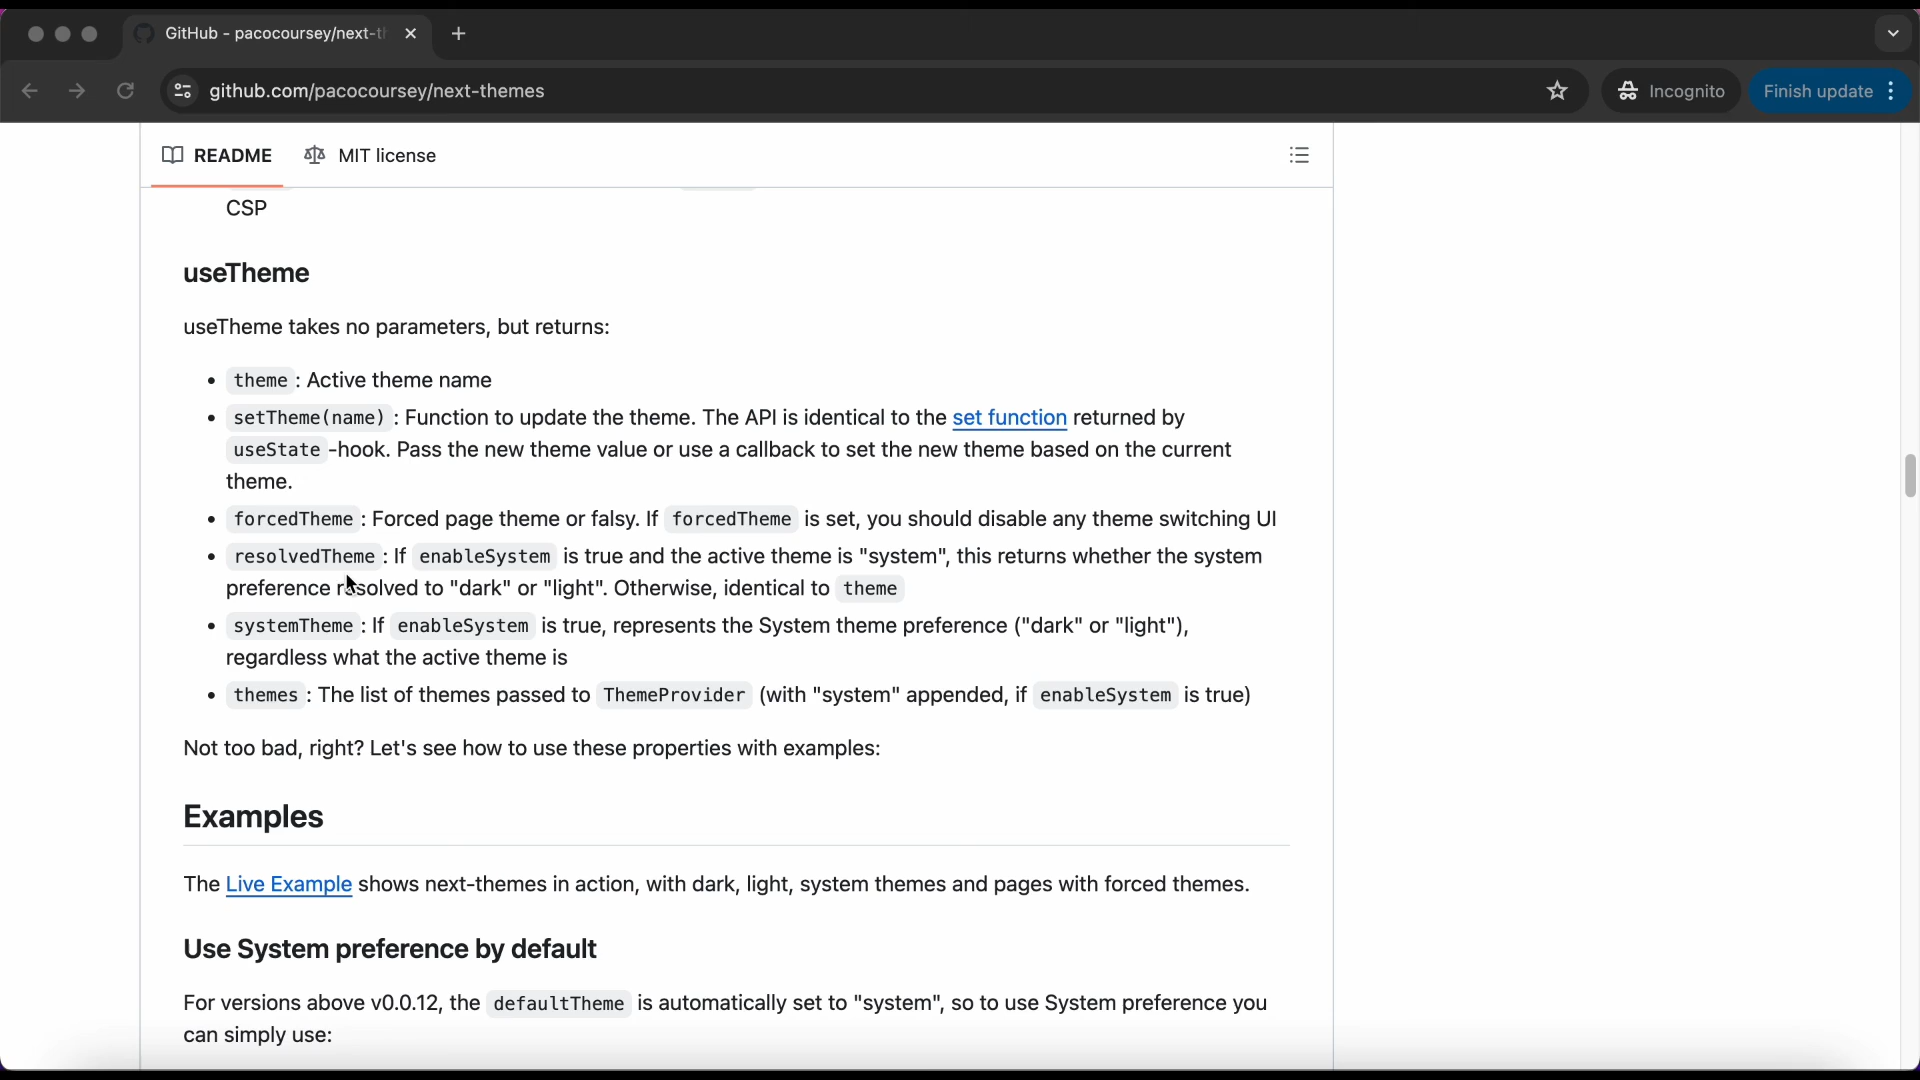 GitHub - pacocoursey/next-th
github.com/pacocoursey/next-themes
Incognito
Finish update
README
MIT license
CSP
useTheme
useTheme takes no parameters, but returns:
theme : Active theme name
setTheme(name) : Function to update the theme. The API is identical to the set function returned by
useState -hook. Pass the new theme value or use a callback to set the new theme based on the current
theme.
forcedTheme : Forced page theme or falsy. If forcedTheme is set, you should disable any theme switching UI
resolvedTheme : If enableSystem is true and the active theme is "system", this returns whether the system
preference resolved to "dark" or "light". Otherwise, identical to theme
systemTheme : If enableSystem is true, represents the System theme preference ("dark" or "light"),
regardless what the active theme is
themes : The list of themes passed to ThemeProvider (with "system" appended, if enableSystem is true)
Not too bad, right? Let's see how to use these properties with examples:
Examples
The Live Example shows next-themes in action, with dark, light, system themes and pages with forced themes.
Use System preference by default
For versions above v0.0.12, the defaultTheme is automatically set to "system", so to use System preference you
can simply use: